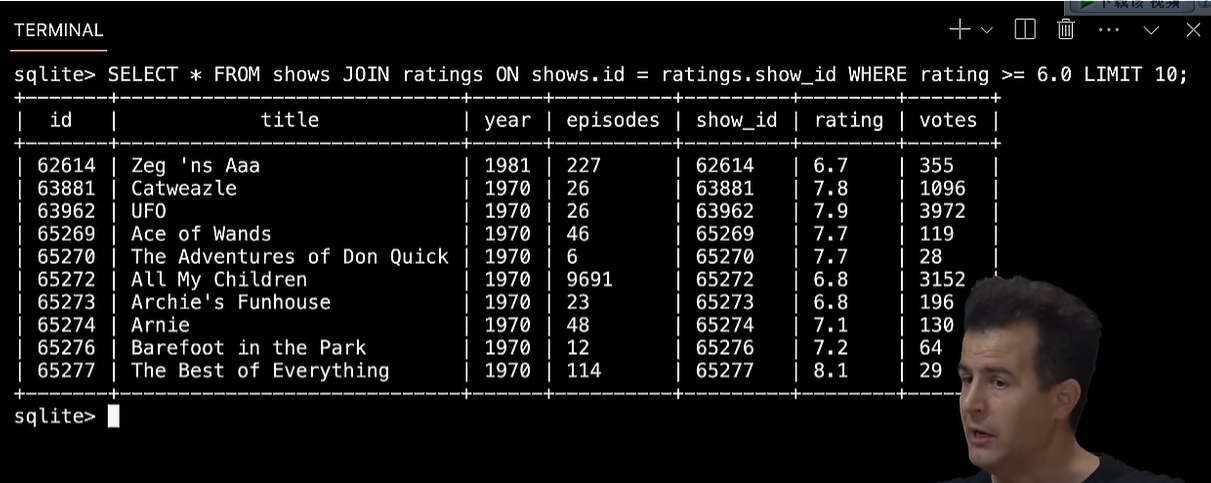 下载该视频
TERMINAL
sqlite> SELECT * FROM shows JOIN ratings ON shows.id = ratings.show_id WHERE rating >= 6.0 LIMIT 10;
| id | title | year | episodes | show_id | rating | votes |
| 62614 | Zeg 'ns Aaa | 1981 | 227 | 62614 | 6.7 | 355 |
| 63881 | Catweazle | 1970 | 26 | 63881 | 7.8 | 1096 |
| 63962 | UFO | 1970 | 26 | 63962 | 7.9 | 3972 |
| 65269 | Ace of Wands | 1970 | 46 | 65269 | 7.7 | 119 |
| 65270 | The Adventures of Don Quick | 1970 | 6 | 65270 | 7.7 | 28 |
| 65272 | All My Children | 1970 | 9691 | 65272 | 6.8 | 3152 |
| 65273 | Archie's Funhouse | 1970 | 23 | 65273 | 6.8 | 196
| 65274 | Arnie | 1970 | 48 | 65274 | 7.1 | 130
| 65276 | Barefoot in the Park | 1970 | 12 | 65276 | 7.2 | 64
| 65277 | The Best of Everything | 1970 | 114 | 65277 | 8.1 | 29
sqlite>